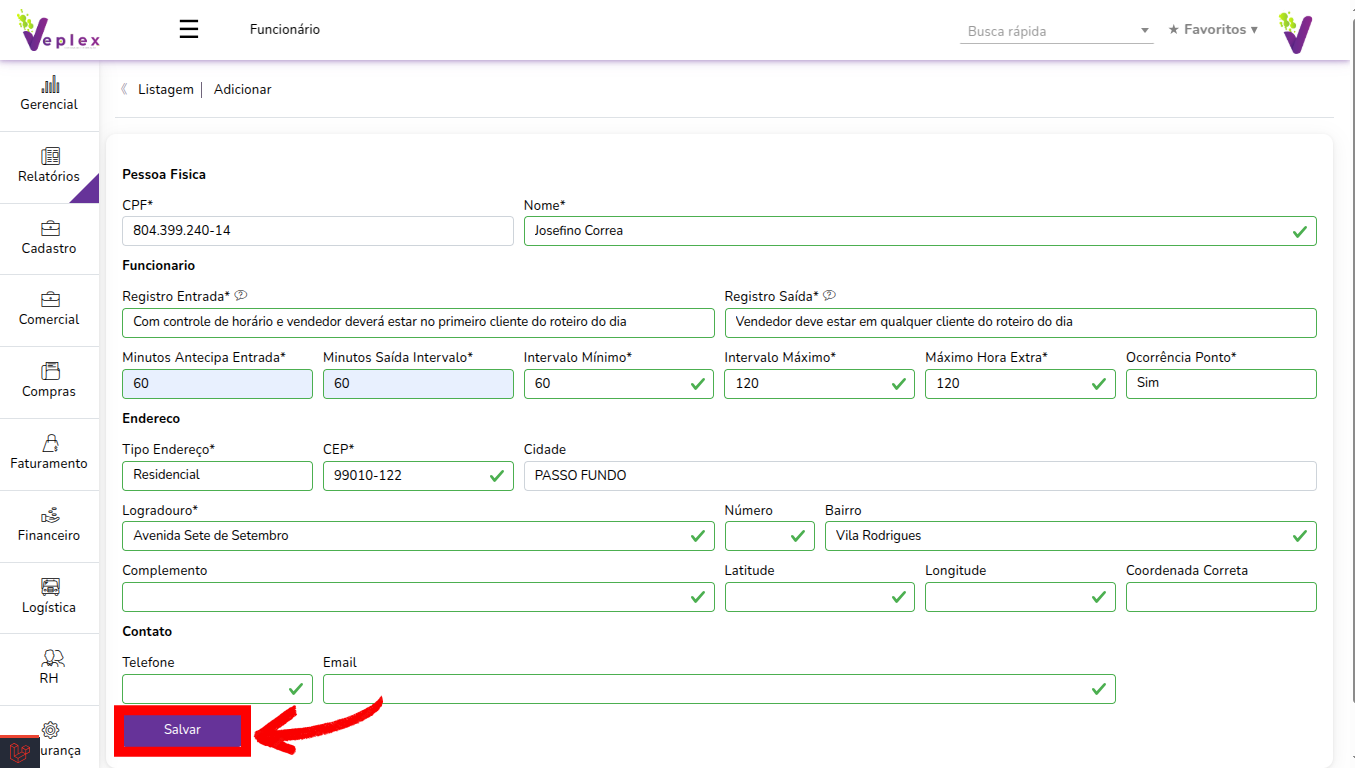 Veplex
☰ Funcionário
Busca rápida
★ Favoritos ▾
Gerencial
Relatórios
Cadastro
Comercial
Compras
Faturamento
Financeiro
Logística
RH
urança
Listagem | Adicionar
Pessoa Fisica
CPF* Nome*
804.399.240-14 Josefino Correa
Funcionario
Registro Entrada* Registro Saída*
Com controle de horário e vendedor deverá estar no primeiro cliente do roteiro do dia Vendedor deve estar em qualquer cliente do roteiro do dia
Minutos Antecipa Entrada* Minutos Saída Intervalo* Intervalo Mínimo* Intervalo Máximo* Máximo Hora Extra* Ocorrência Ponto*
60 60 60 120 120 Sim
Endereco
Tipo Endereço* CEP* Cidade
Residencial 99010-122 PASSO FUNDO
Logradouro* Número Bairro
Avenida Sete de Setembro Vila Rodrigues
Complemento Latitude Longitude Coordenada Correta
Contato
Telefone Email
Salvar